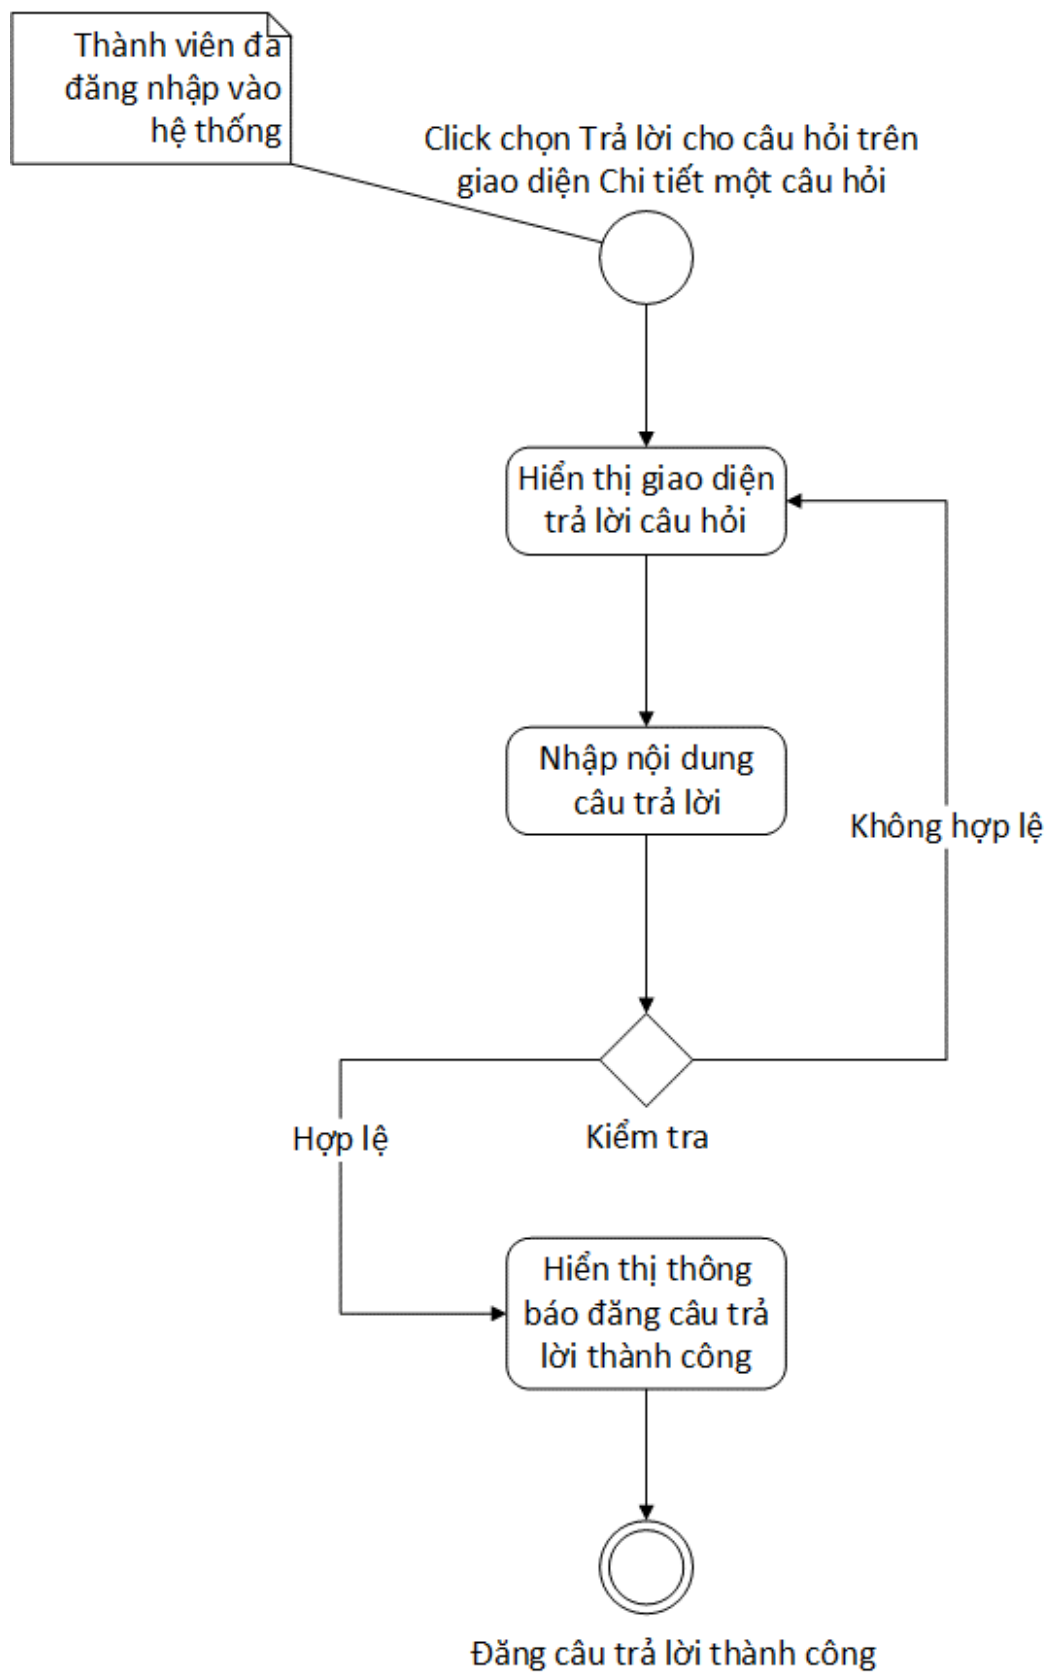 Thành viên đã
đăng nhập vào
hệ thống
Click chọn Trả lời cho câu hỏi trên
giao diện Chi tiết một câu hỏi
Hiển thị giao diện
trả lời câu hỏi
Nhập nội dung
câu trả lời
Không hợp lệ
Hợp lệ
Kiểm tra
Hiển thị thông
báo đăng câu trả
lời thành công
Đăng câu trả lời thành công